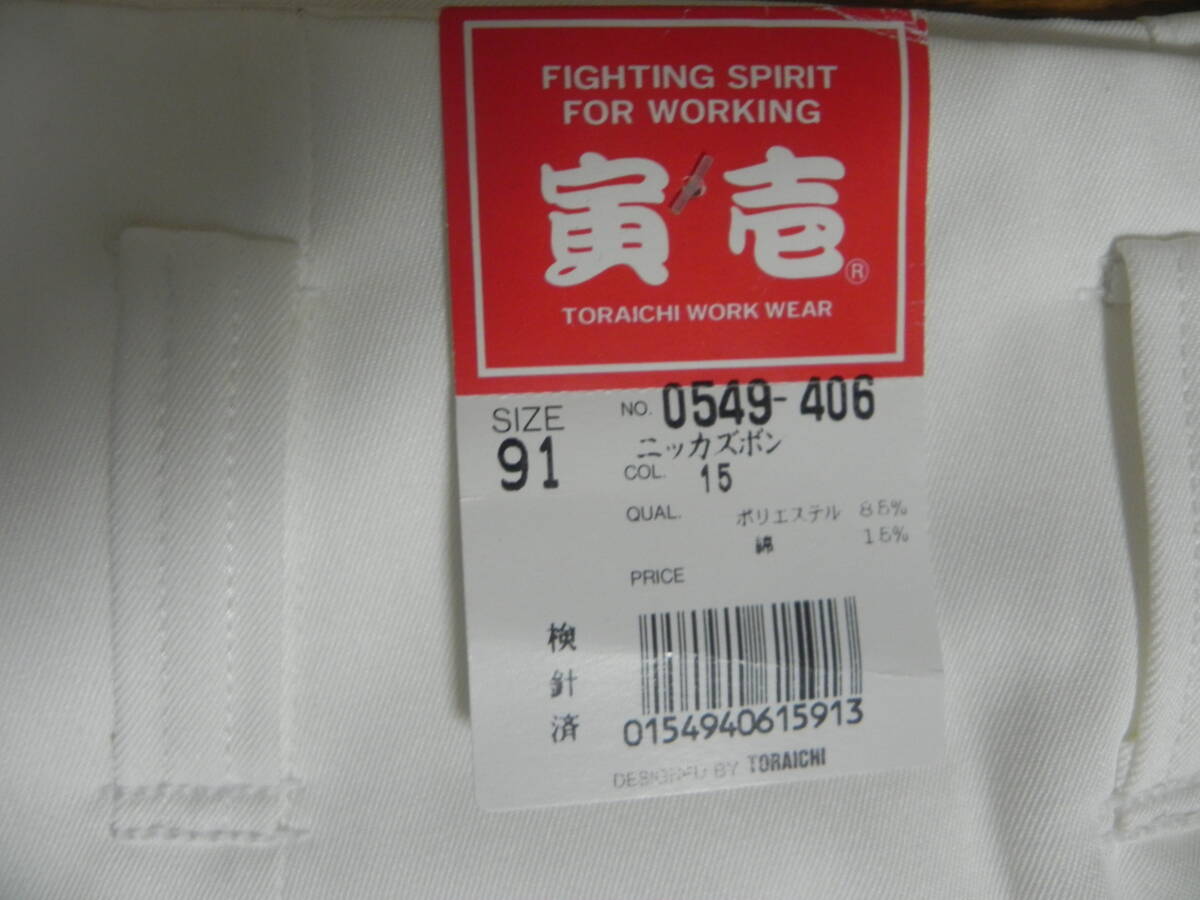 FIGHTING SPIRIT
FOR WORKING
寅壱®
TORAICHI WORK WEAR
SIZE
91
NO. 0549-406
ニッカズボン
COL. 15
QUAL. ポリエステル 85%
綿 15%
PRICE
検
針
済
0154940615913
DESIGNED BY TORAICHI